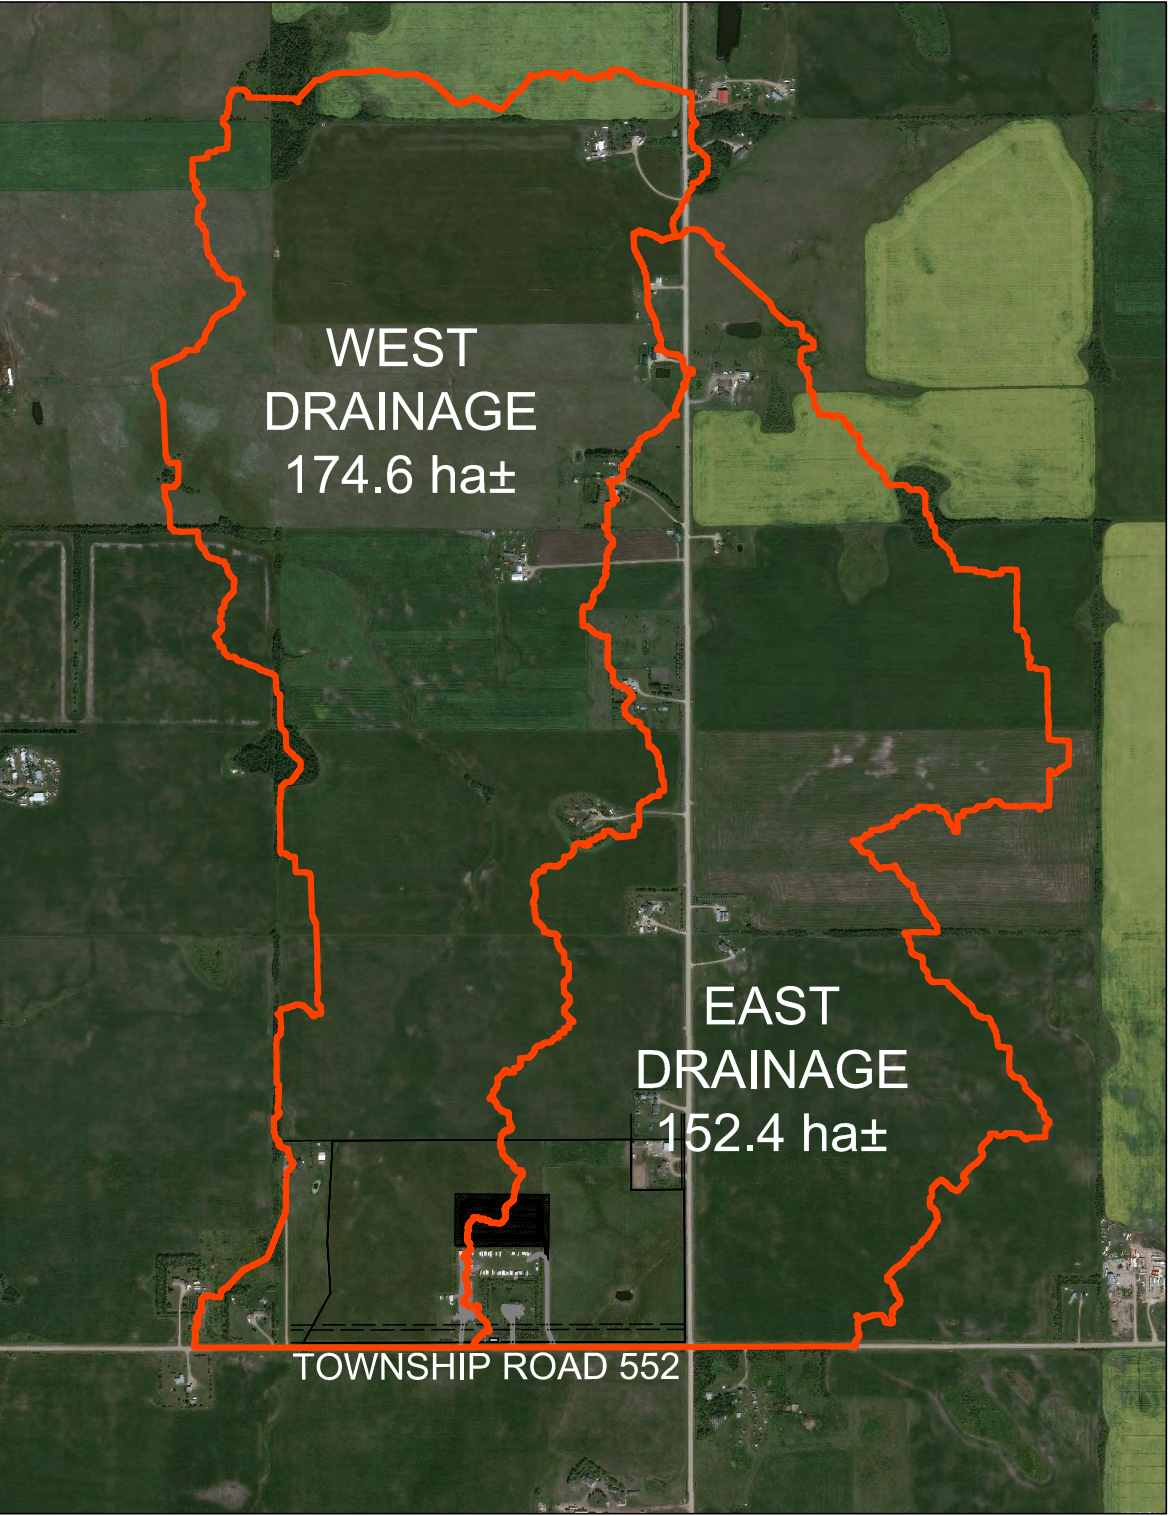 WEST
DRAINAGE
174.6 ha±
EAST
DRAINAGE
152.4 ha±
TOWNSHIP ROAD 552